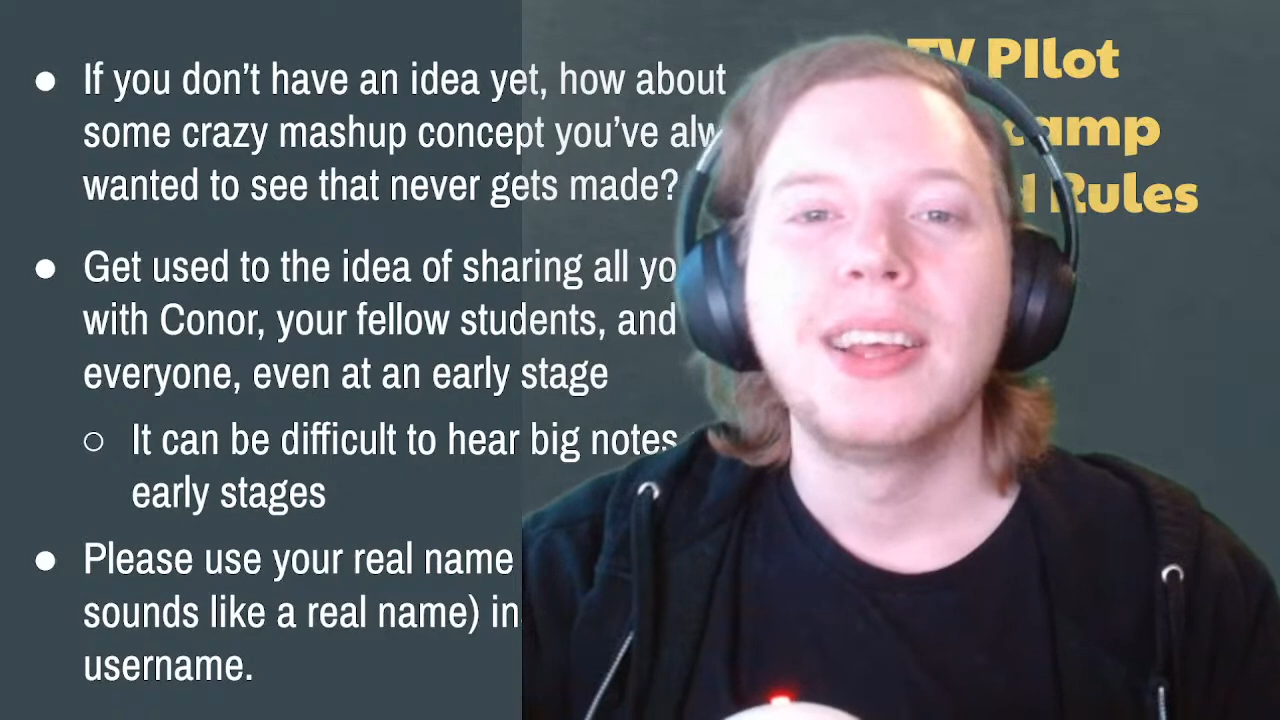 If you don't have an idea yet, how about
some crazy mashup concept you've alw
wanted to see that never gets made?
Get used to the idea of sharing all yo
with Conor, your fellow students, and
everyone, even at an early stage
It can be difficult to hear big notes
early stages
Please use your real name
sounds like a real name) in
username.
TV PIlot
amp
Rules